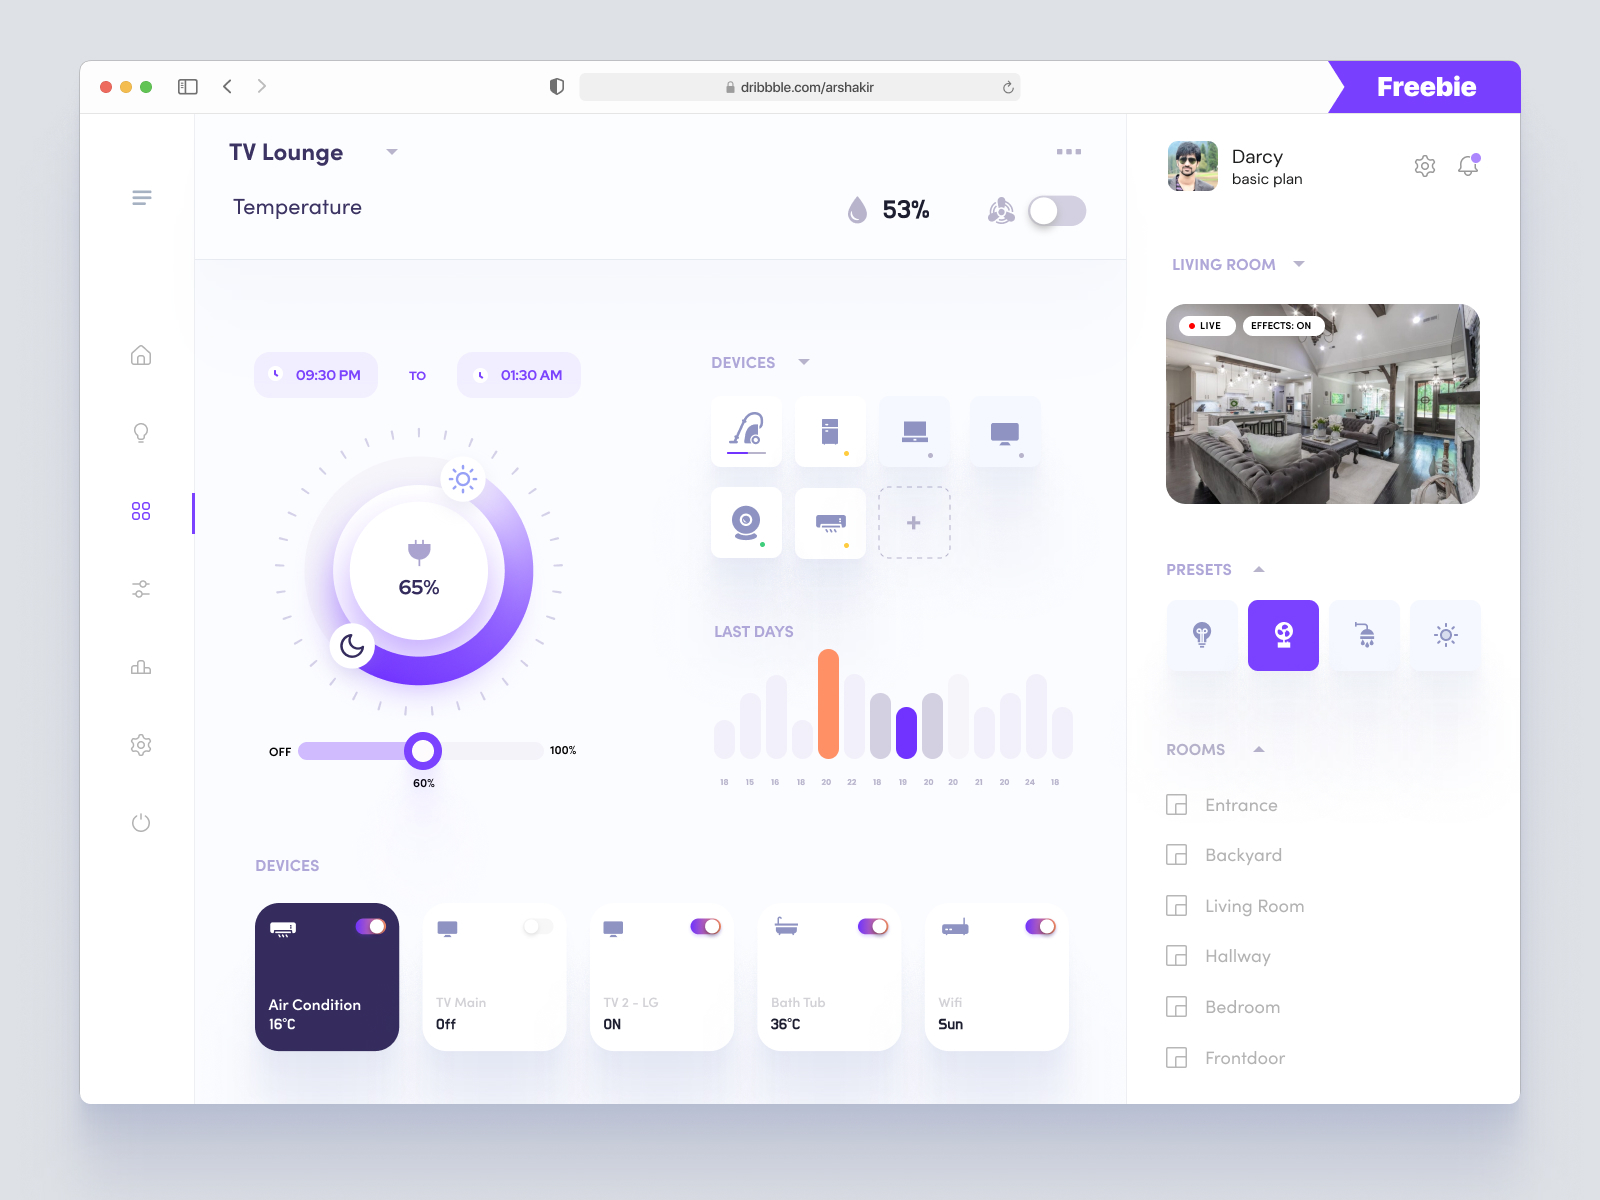 dribbble.com/arshakir
Freebie
TV Lounge
Temperature
53%
Darcy
basic plan
LIVING ROOM
LIVE
EFFECTS: ON
09:30 PM
TO
01:30 AM
65%
OFF
100%
60%
DEVICES
+
LAST DAYS
18 15 16 18 20 22 18 19 20 20 21 20 24 18
PRESETS
ROOMS
Entrance
Backyard
Living Room
Hallway
Bedroom
Frontdoor
DEVICES
Air Condition
16°C
TV Main
Off
TV 2 - LG
ON
Bath Tub
36°C
Wifi
Sun